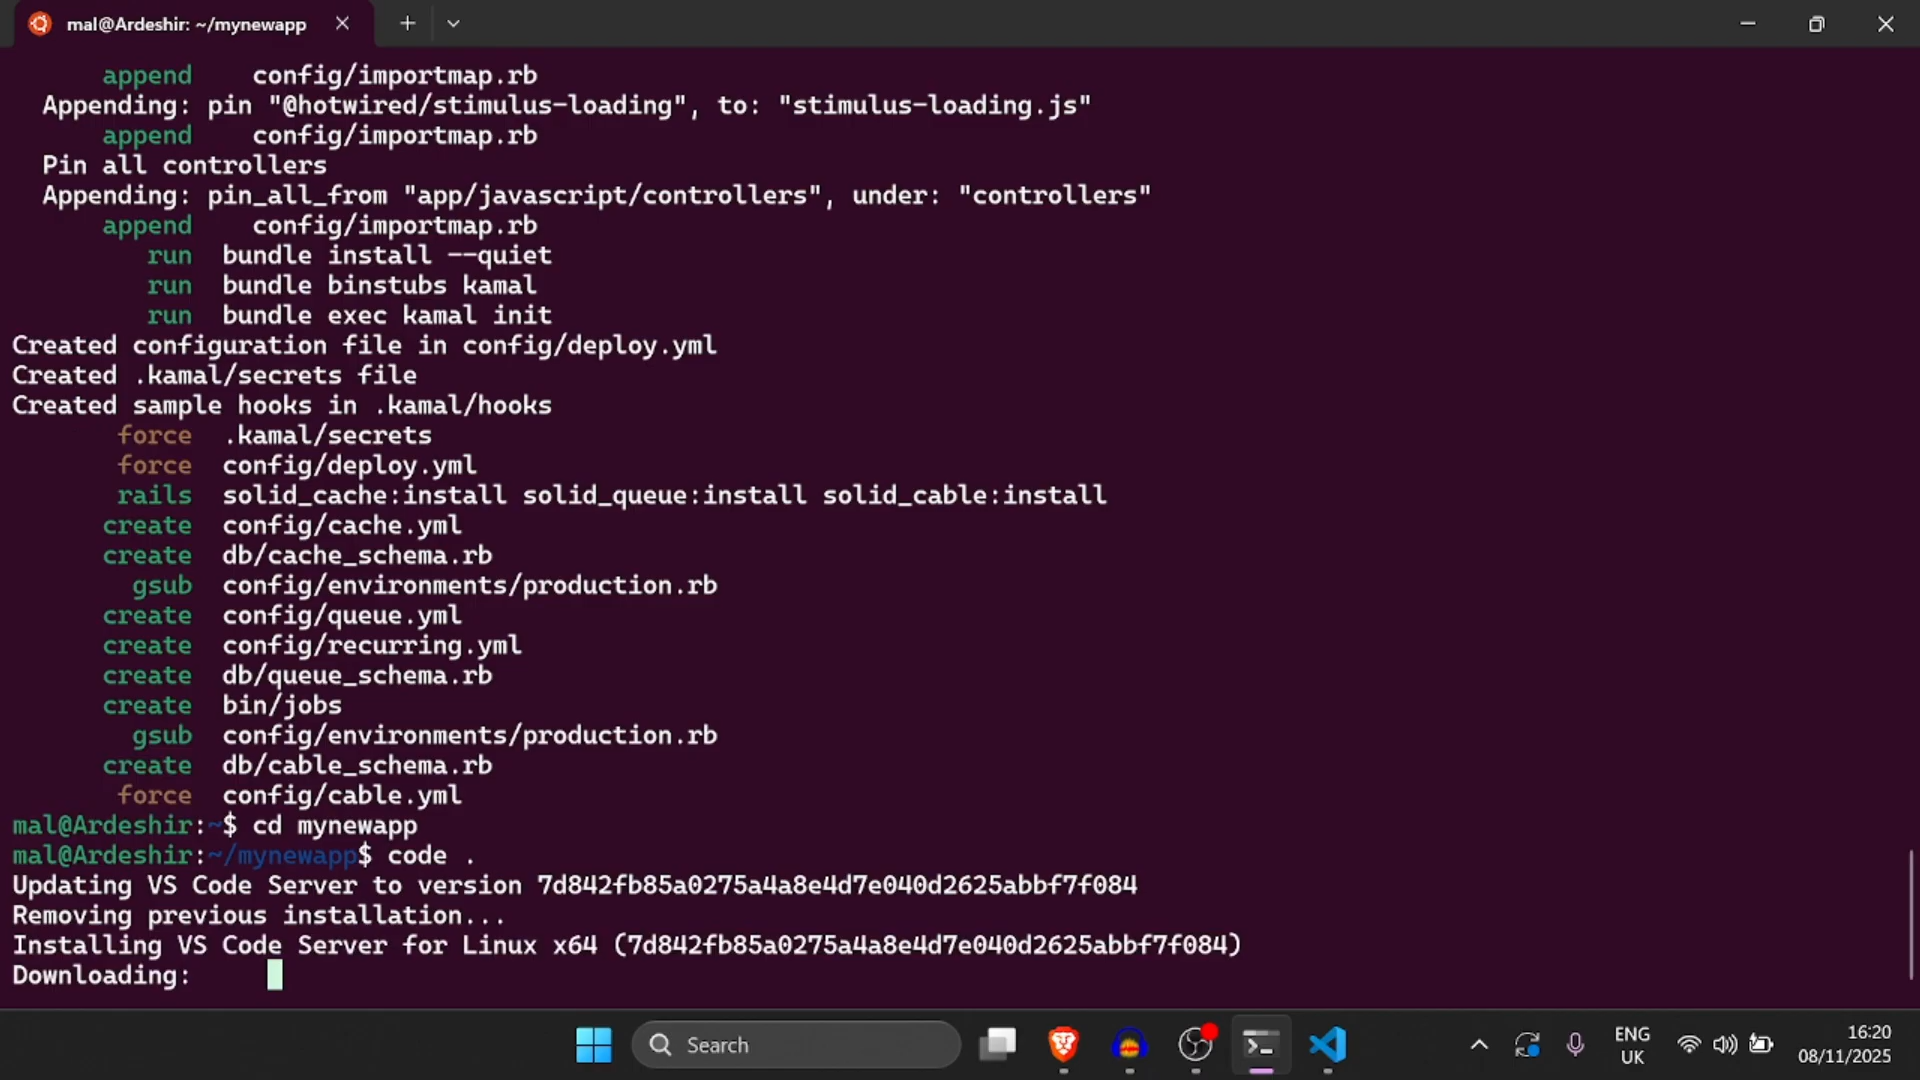 mal@Ardeshir: ~/mynewapp
append config/importmap.rb
Appending: pin "@hotwired/stimulus-loading", to: "stimulus-loading.js"
append config/importmap.rb
Pin all controllers
Appending: pin_all_from "app/javascript/controllers", under: "controllers"
append config/importmap.rb
run bundle install --quiet
run bundle binstubs kamal
run bundle exec kamal init
Created configuration file in config/deploy.yml
Created .kamal/secrets file
Created sample hooks in .kamal/hooks
force .kamal/secrets
force config/deploy.yml
rails solid_cache:install solid_queue:install solid_cable:install
create config/cache.yml
create db/cache_schema.rb
gsub config/environments/production.rb
create config/queue.yml
create config/recurring.yml
create db/queue_schema.rb
create bin/jobs
gsub config/environments/production.rb
create db/cable_schema.rb
force config/cable.yml
mal@Ardeshir:~$ cd mynewapp
mal@Ardeshir:~/mynewapp$ code .
Updating VS Code Server to version 7d842fb85a0275a4a8e4d7e040d2625abbf7f084
Removing previous installation...
Installing VS Code Server for Linux x64 (7d842fb85a0275a4a8e4d7e040d2625abbf7f084)
Downloading:
Search
ENG
UK
16:20
08/11/2025